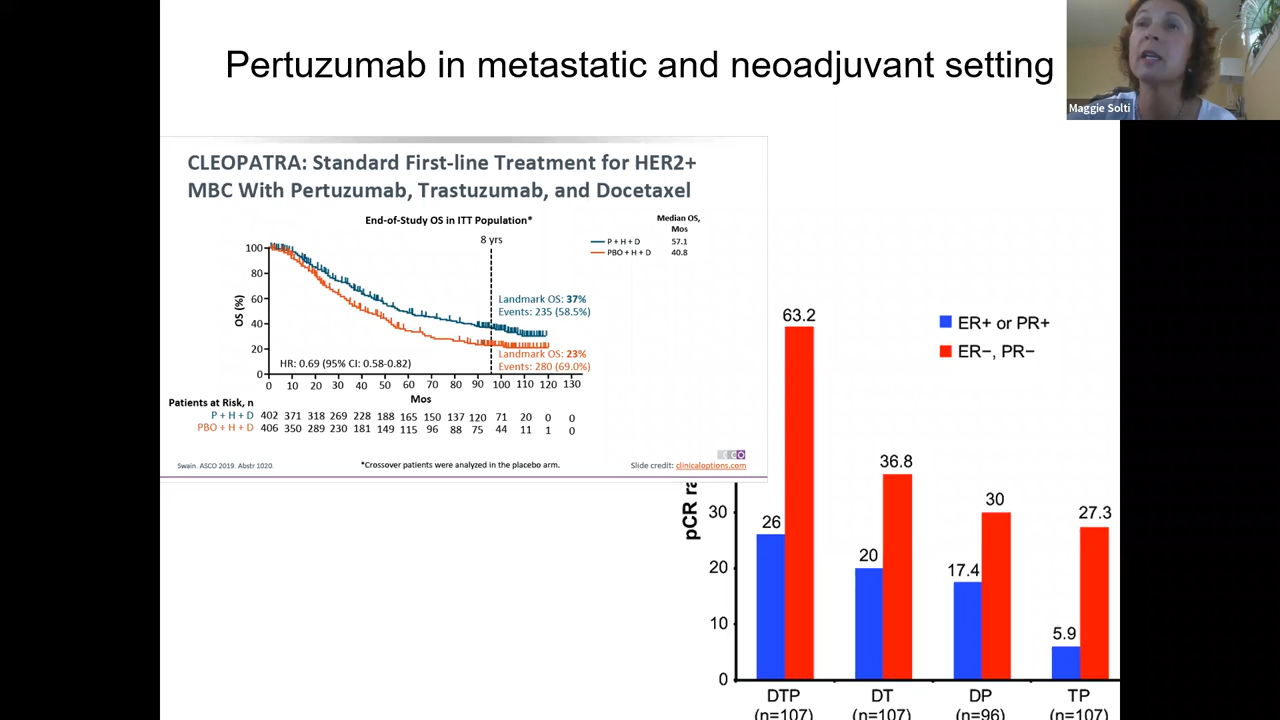 Pertuzumab in metastatic and neoadjuvant setting
Maggie Solti
CLEOPATRA: Standard First-line Treatment for HER2+
MBC With Pertuzumab, Trastuzumab, and Docetaxel
End-of-Study OS in ITT Population*
Median OS,
Mos
P + H + D 57.1
PBO + H + D 40.8
8 yrs
OS (%)
100
80
60
40
20
0
Landmark OS: 37%
Events: 235 (58.5%)
Landmark OS: 23%
Events: 280 (69.0%)
HR: 0.69 (95% CI: 0.58-0.82)
0 10 20 30 40 50 60 70 80 90 100 110 120 130
Mos
Patients at Risk, n
P + H + D 402 371 318 269 228 188 165 150 137 120 71 20 0 0
PBO + H + D 406 350 289 230 181 149 115 96 88 75 44 11 1 0
Swain. ASCO 2019. Abstr 1020.
*Crossover patients were analyzed in the placebo arm.
CCO
Slide credit: clinicaloptions.com
ER+ or PR+
ER−, PR−
pCR
30
20
10
0
26
63.2
20
36.8
17.4
30
5.9
27.3
DTP DT DP TP
(n=107) (n=107) (n=96) (n=107)